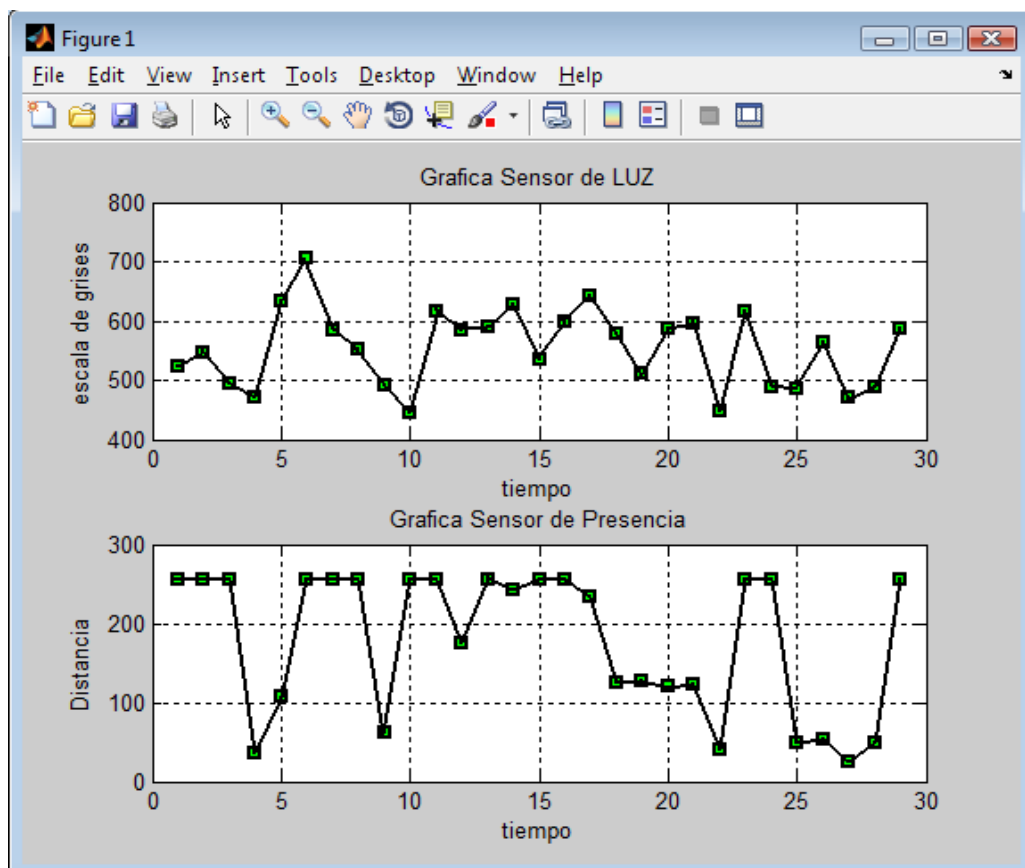 Figure 1
File Edit View Insert Tools Desktop Window Help
Grafica Sensor de LUZ
800
700
600
500
400
escala de grises
0 5 10 15 20 25 30
tiempo
Grafica Sensor de Presencia
300
200
100
0
Distancia
0 5 10 15 20 25 30
tiempo